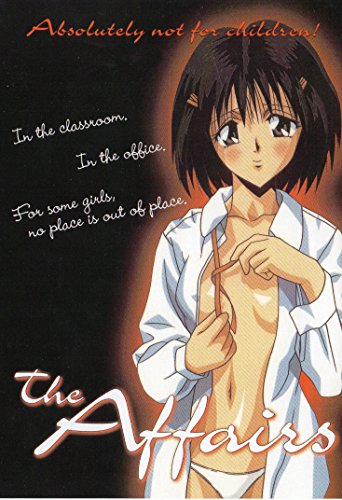 Absolutely not for children!
In the classroom.
In the office.
For some girls,
no place is out of place.
the
Affairs